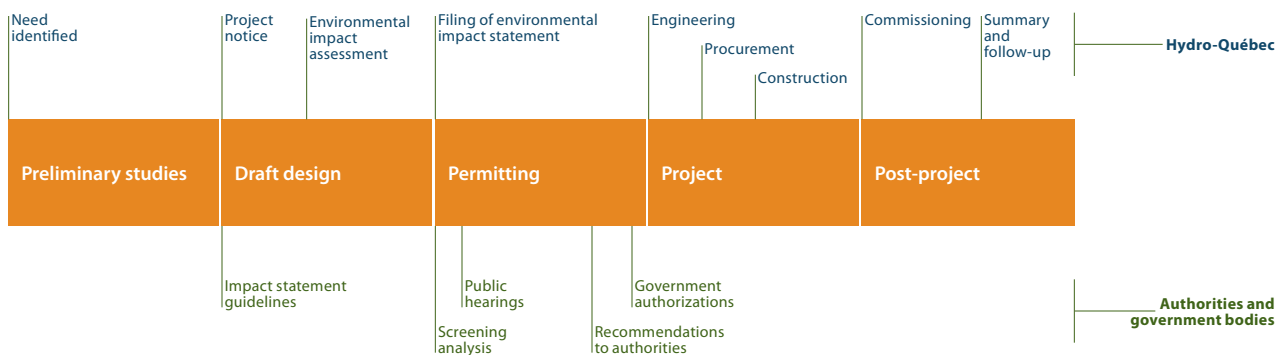 Need
identified
Project
notice
Environmental
impact
assessment
Filing of environmental
impact statement
Engineering
Procurement
Construction
Commissioning
Summary
and
follow-up
Hydro-Québec
Preliminary studies
Draft design
Permitting
Project
Post-project
Impact statement
guidelines
Screening
analysis
Public
hearings
Recommendations
to authorities
Government
authorizations
Authorities and
government bodies